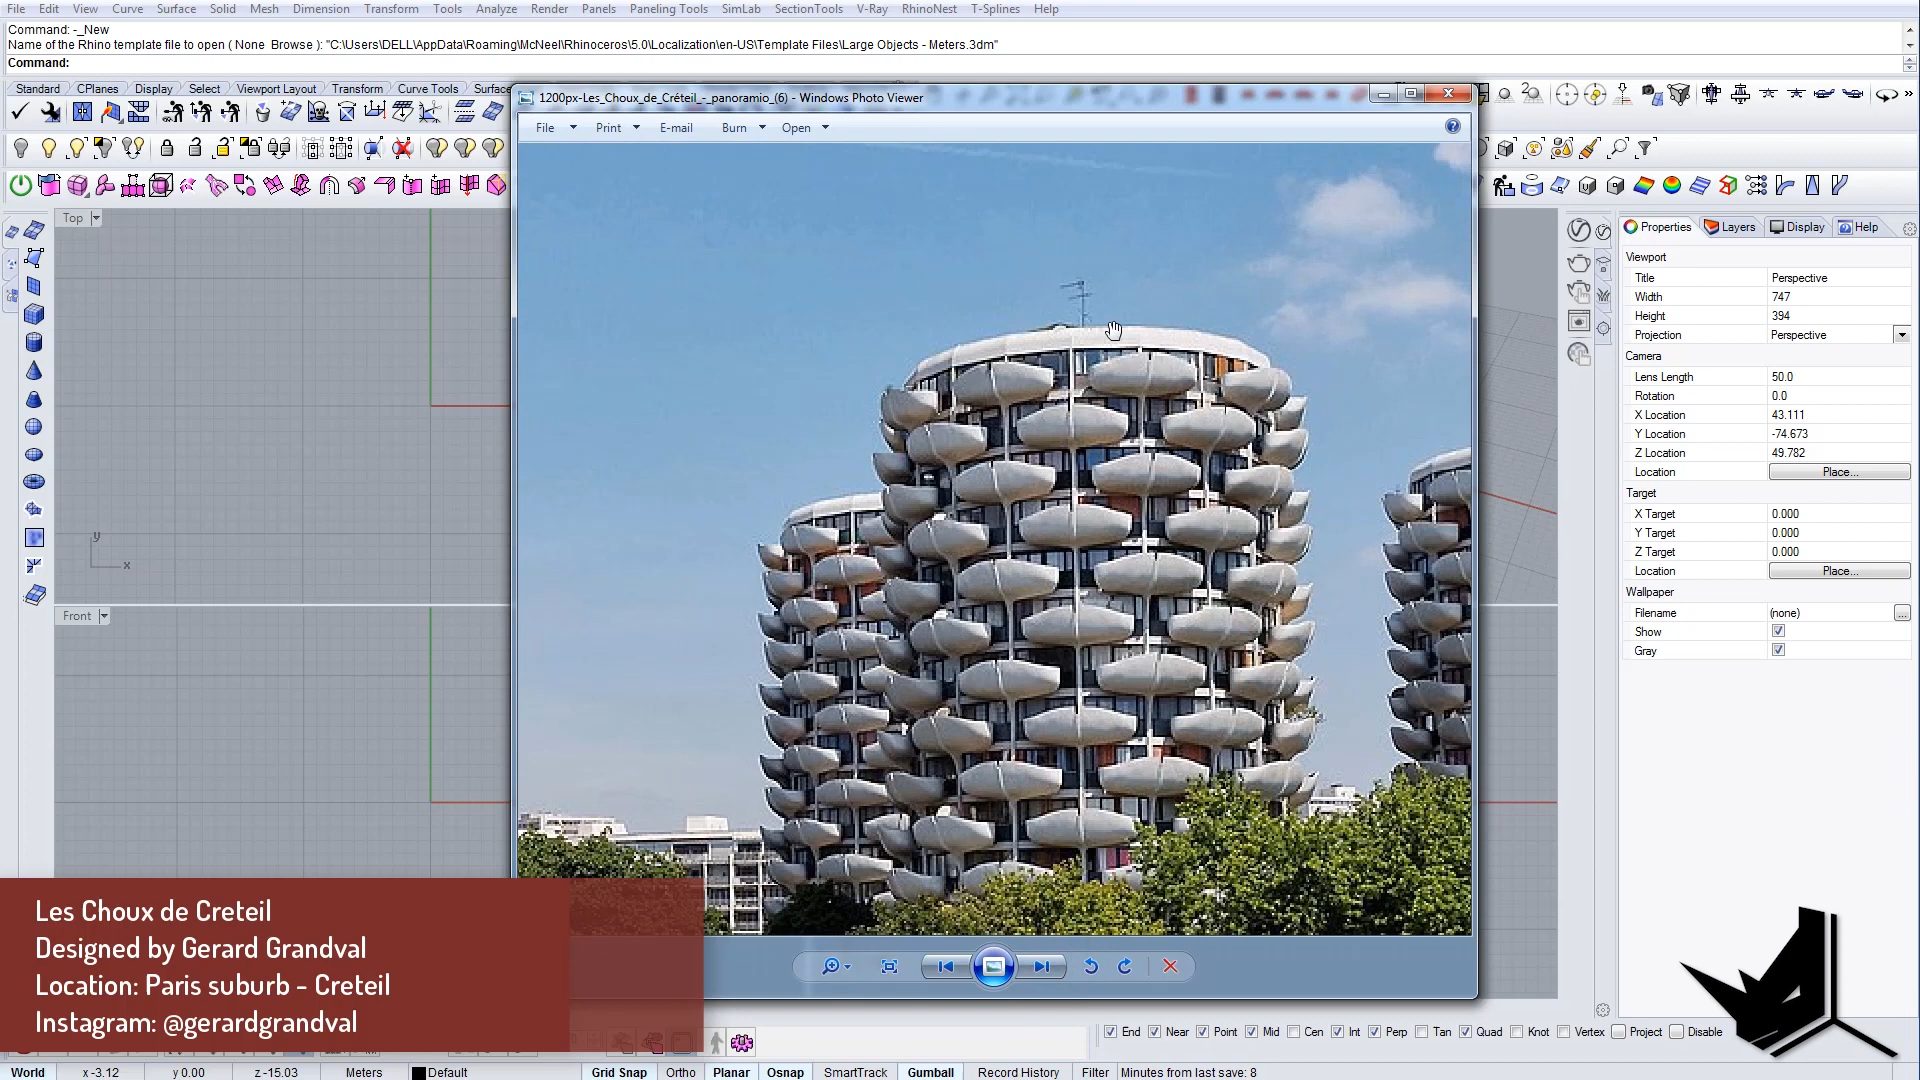 File Edit View Curve Surface Solid Mesh Dimension Transform Tools Analyze Render Panels Paneling Tools SimLab SectionTools V-Ray RhinoNest T-Splines Help
Command: -_New
Name of the Rhino template file to open ( None Browse ): "C:\Users\DELL\AppData\Roaming\McNeel\Rhinoceros\5.0\Localization\en-US\Template Files\Large Objects - Meters.3dm"
Command:
Standard CPlanes Display Select Viewport Layout Transform Curve Tools Surface
1200px-Les_Choux_de_Créteil_-_panoramio_(6) - Windows Photo Viewer
File Print E-mail Burn Open
Top
y
x
Front
Properties Layers Display Help
Viewport
Title Perspective
Width 747
Height 394
Projection Perspective
Camera
Lens Length 50.0
Rotation 0.0
X Location 43.111
Y Location -74.673
Z Location 49.782
Location Place...
Target
X Target 0.000
Y Target 0.000
Z Target 0.000
Location Place...
Wallpaper
Filename (none) ...
Show
Gray
Les Choux de Creteil
Designed by Gerard Grandval
Location: Paris suburb - Creteil
Instagram: @gerardgrandval
End Near Point Mid Cen Int Perp Tan Quad Knot Vertex Project Disable
World x -3.12 y 0.00 z -15.03 Meters Default Grid Snap Ortho Planar Osnap SmartTrack Gumball Record History Filter Minutes from last save: 8